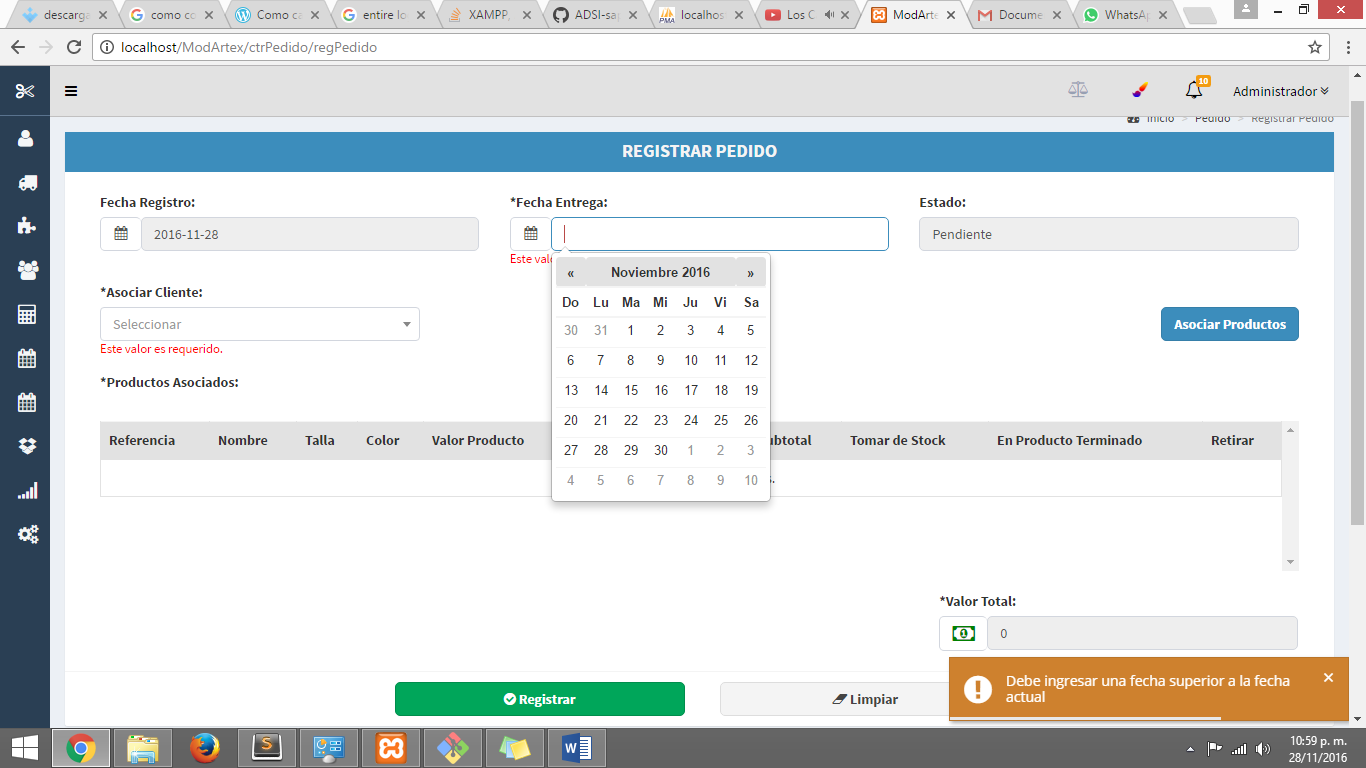 descarga
como co
Como ca
entire lo
XAMPP,
ADSI-sap
localhos
Los C
ModArte
Docume
WhatsAp
localhost/ModArtex/ctrPedido/regPedido
10
Administrador
Inicio > Pedido > Registrar Pedido
REGISTRAR PEDIDO
Fecha Registro:
*Fecha Entrega:
Estado:
2016-11-28
Pendiente
Este val
« Noviembre 2016 »
Do Lu Ma Mi Ju Vi Sa
30 31 1 2 3 4 5
6 7 8 9 10 11 12
13 14 15 16 17 18 19
20 21 22 23 24 25 26
27 28 29 30 1 2 3
4 5 6 7 8 9 10
*Asociar Cliente:
Seleccionar
Este valor es requerido.
Asociar Productos
*Productos Asociados:
Referencia Nombre Talla Color Valor Producto ubtotal Tomar de Stock En Producto Terminado Retirar
s.
*Valor Total:
1
0
Registrar
Limpiar
Debe ingresar una fecha superior a la fecha
actual
10:59 p. m.
28/11/2016